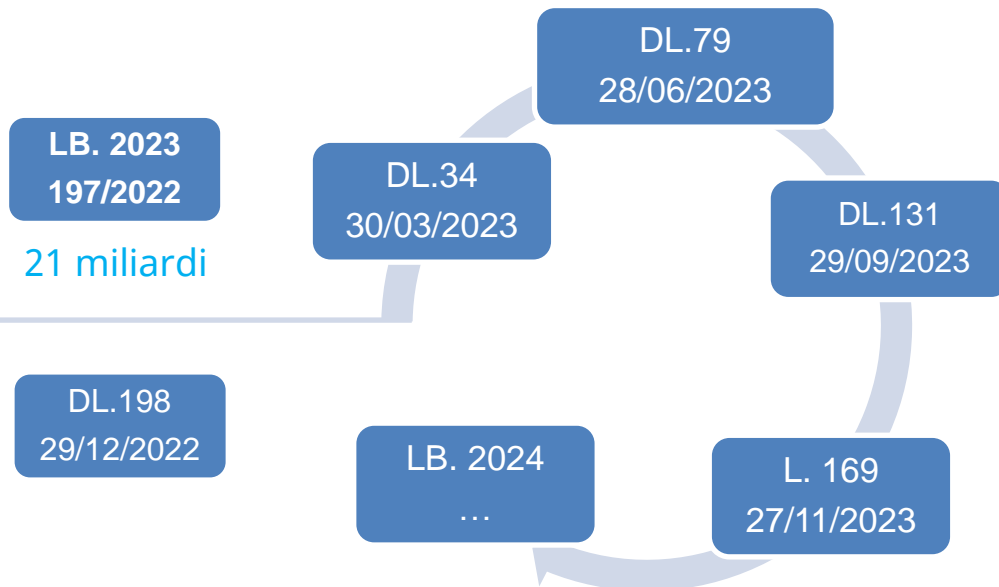 LB. 2023
197/2022
21 miliardi
DL.198
29/12/2022
DL.34
30/03/2023
DL.79
28/06/2023
DL.131
29/09/2023
L. 169
27/11/2023
LB. 2024
…